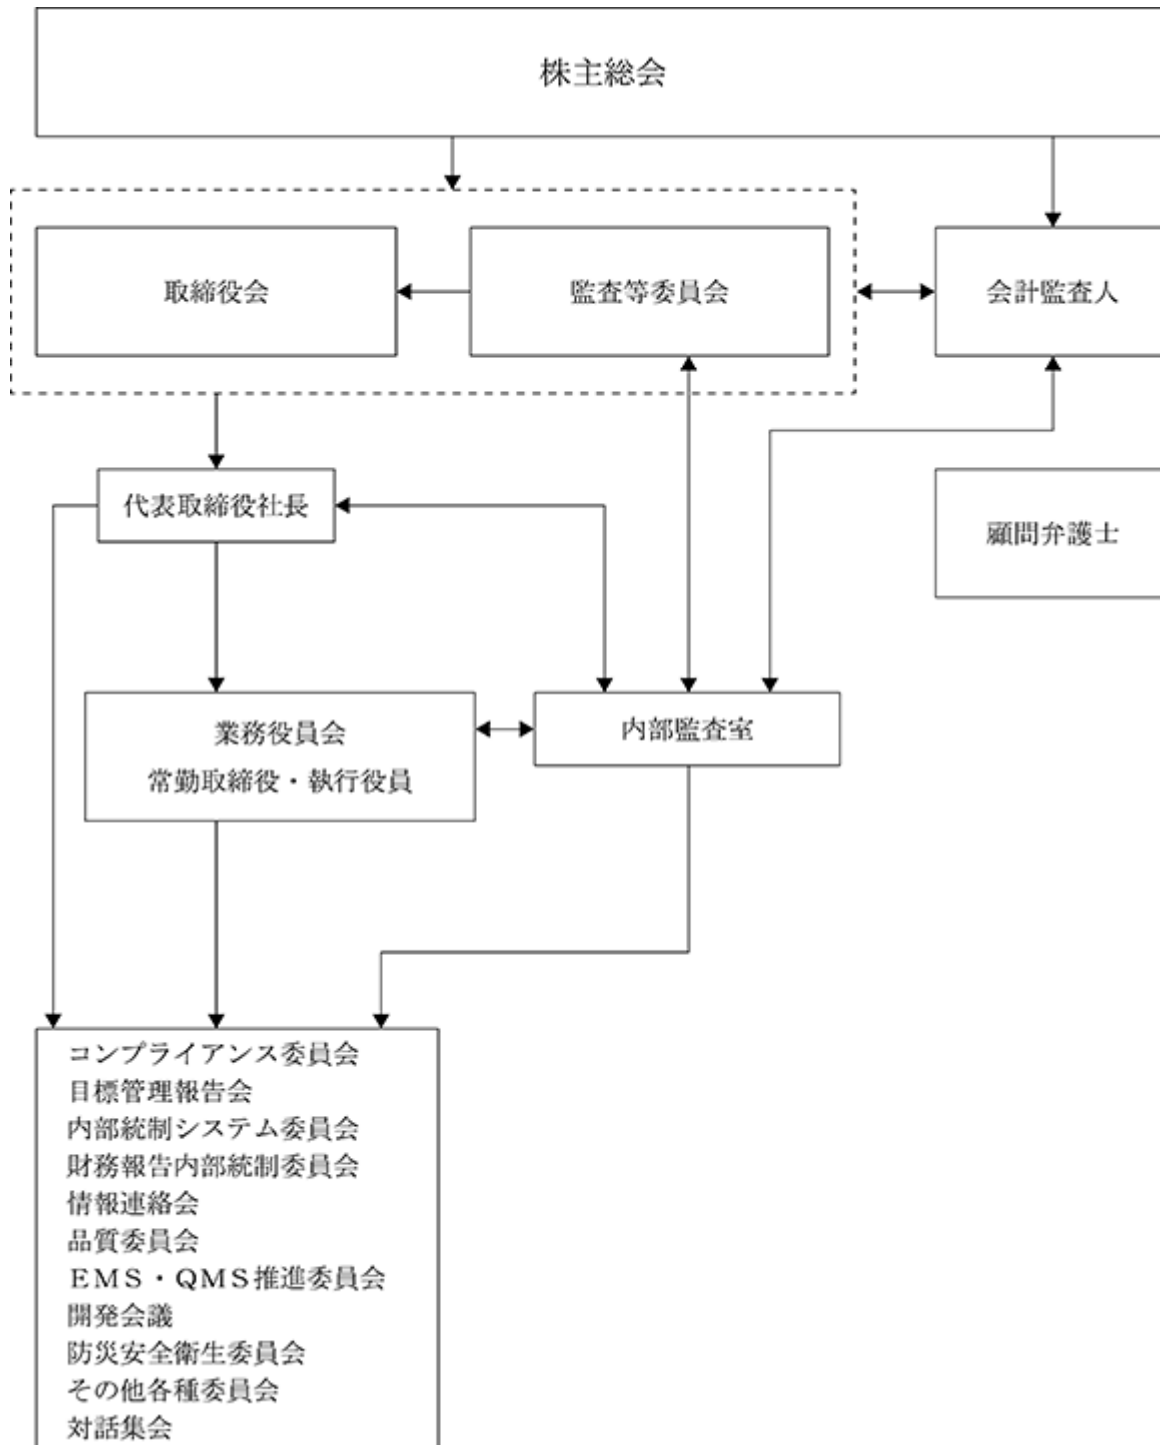 株主総会
取締役会
監査等委員会
会計監査人
代表取締役社長
顧問弁護士
業務役員会
常勤取締役・執行役員
内部監査室
コンプライアンス委員会
目標管理報告会
内部統制システム委員会
財務報告内部統制委員会
情報連絡会
品質委員会
ＥＭＳ・ＱＭＳ推進委員会
開発会議
防災安全衛生委員会
その他各種委員会
対話集会